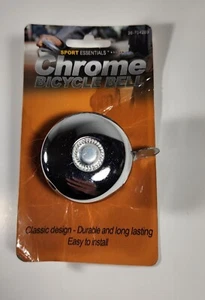 SPORT ESSENTIALS
Chrome
BICYCLE BELL
Classic design - Durable and long lasting
Easy to install